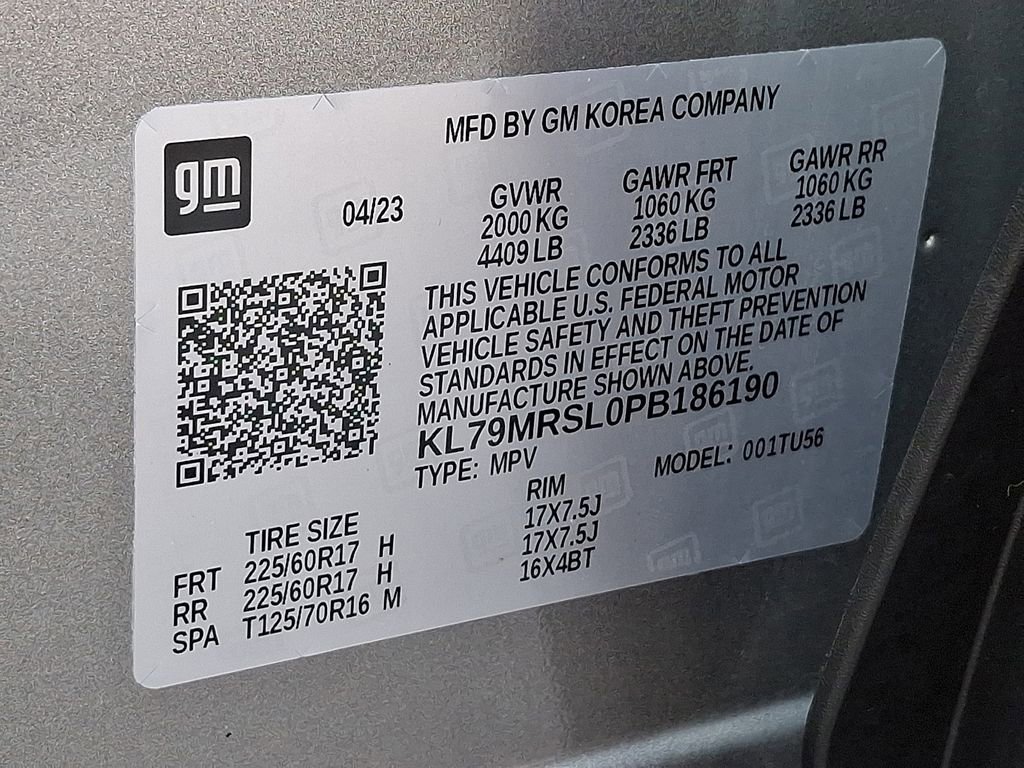 MFD BY GM KOREA COMPANY
gm
04/23
GVWR GAWR FRT GAWR RR
2000 KG 1060 KG 1060 KG
4409 LB 2336 LB 2336 LB
THIS VEHICLE CONFORMS TO ALL
APPLICABLE U.S. FEDERAL MOTOR
VEHICLE SAFETY AND THEFT PREVENTION
STANDARDS IN EFFECT ON THE DATE OF
MANUFACTURE SHOWN ABOVE.
KL79MRSL0PB186190
TYPE: MPV MODEL: 001TU56
TIRE SIZE RIM
FRT 225/60R17 H 17X7.5J
RR 225/60R17 H 17X7.5J
SPA T125/70R16 M 16X4BT